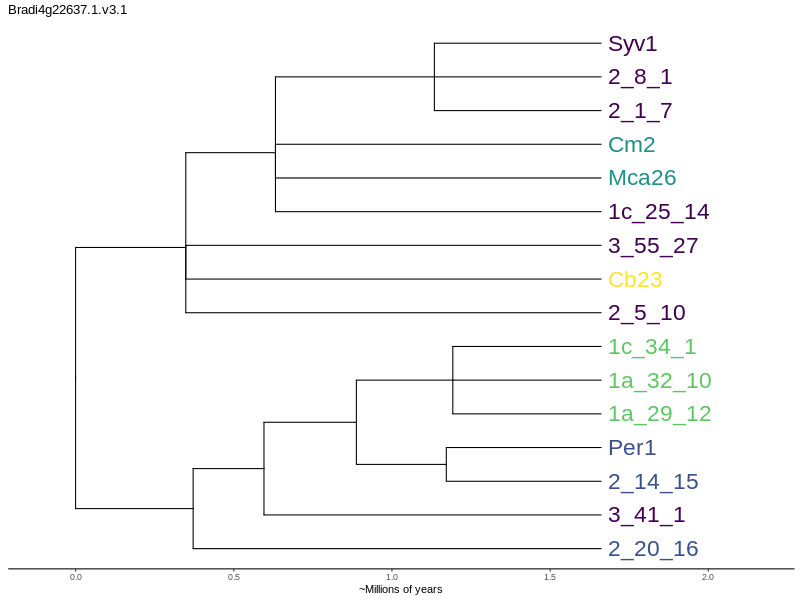 Bradi4g22637.1.v3.1
Syv1
2_8_1
2_1_7
Cm2
Mca26
1c_25_14
3_55_27
Cb23
2_5_10
1c_34_1
1a_32_10
1a_29_12
Per1
2_14_15
3_41_1
2_20_16
0.0 0.5 1.0 1.5 2.0
~Millions of years